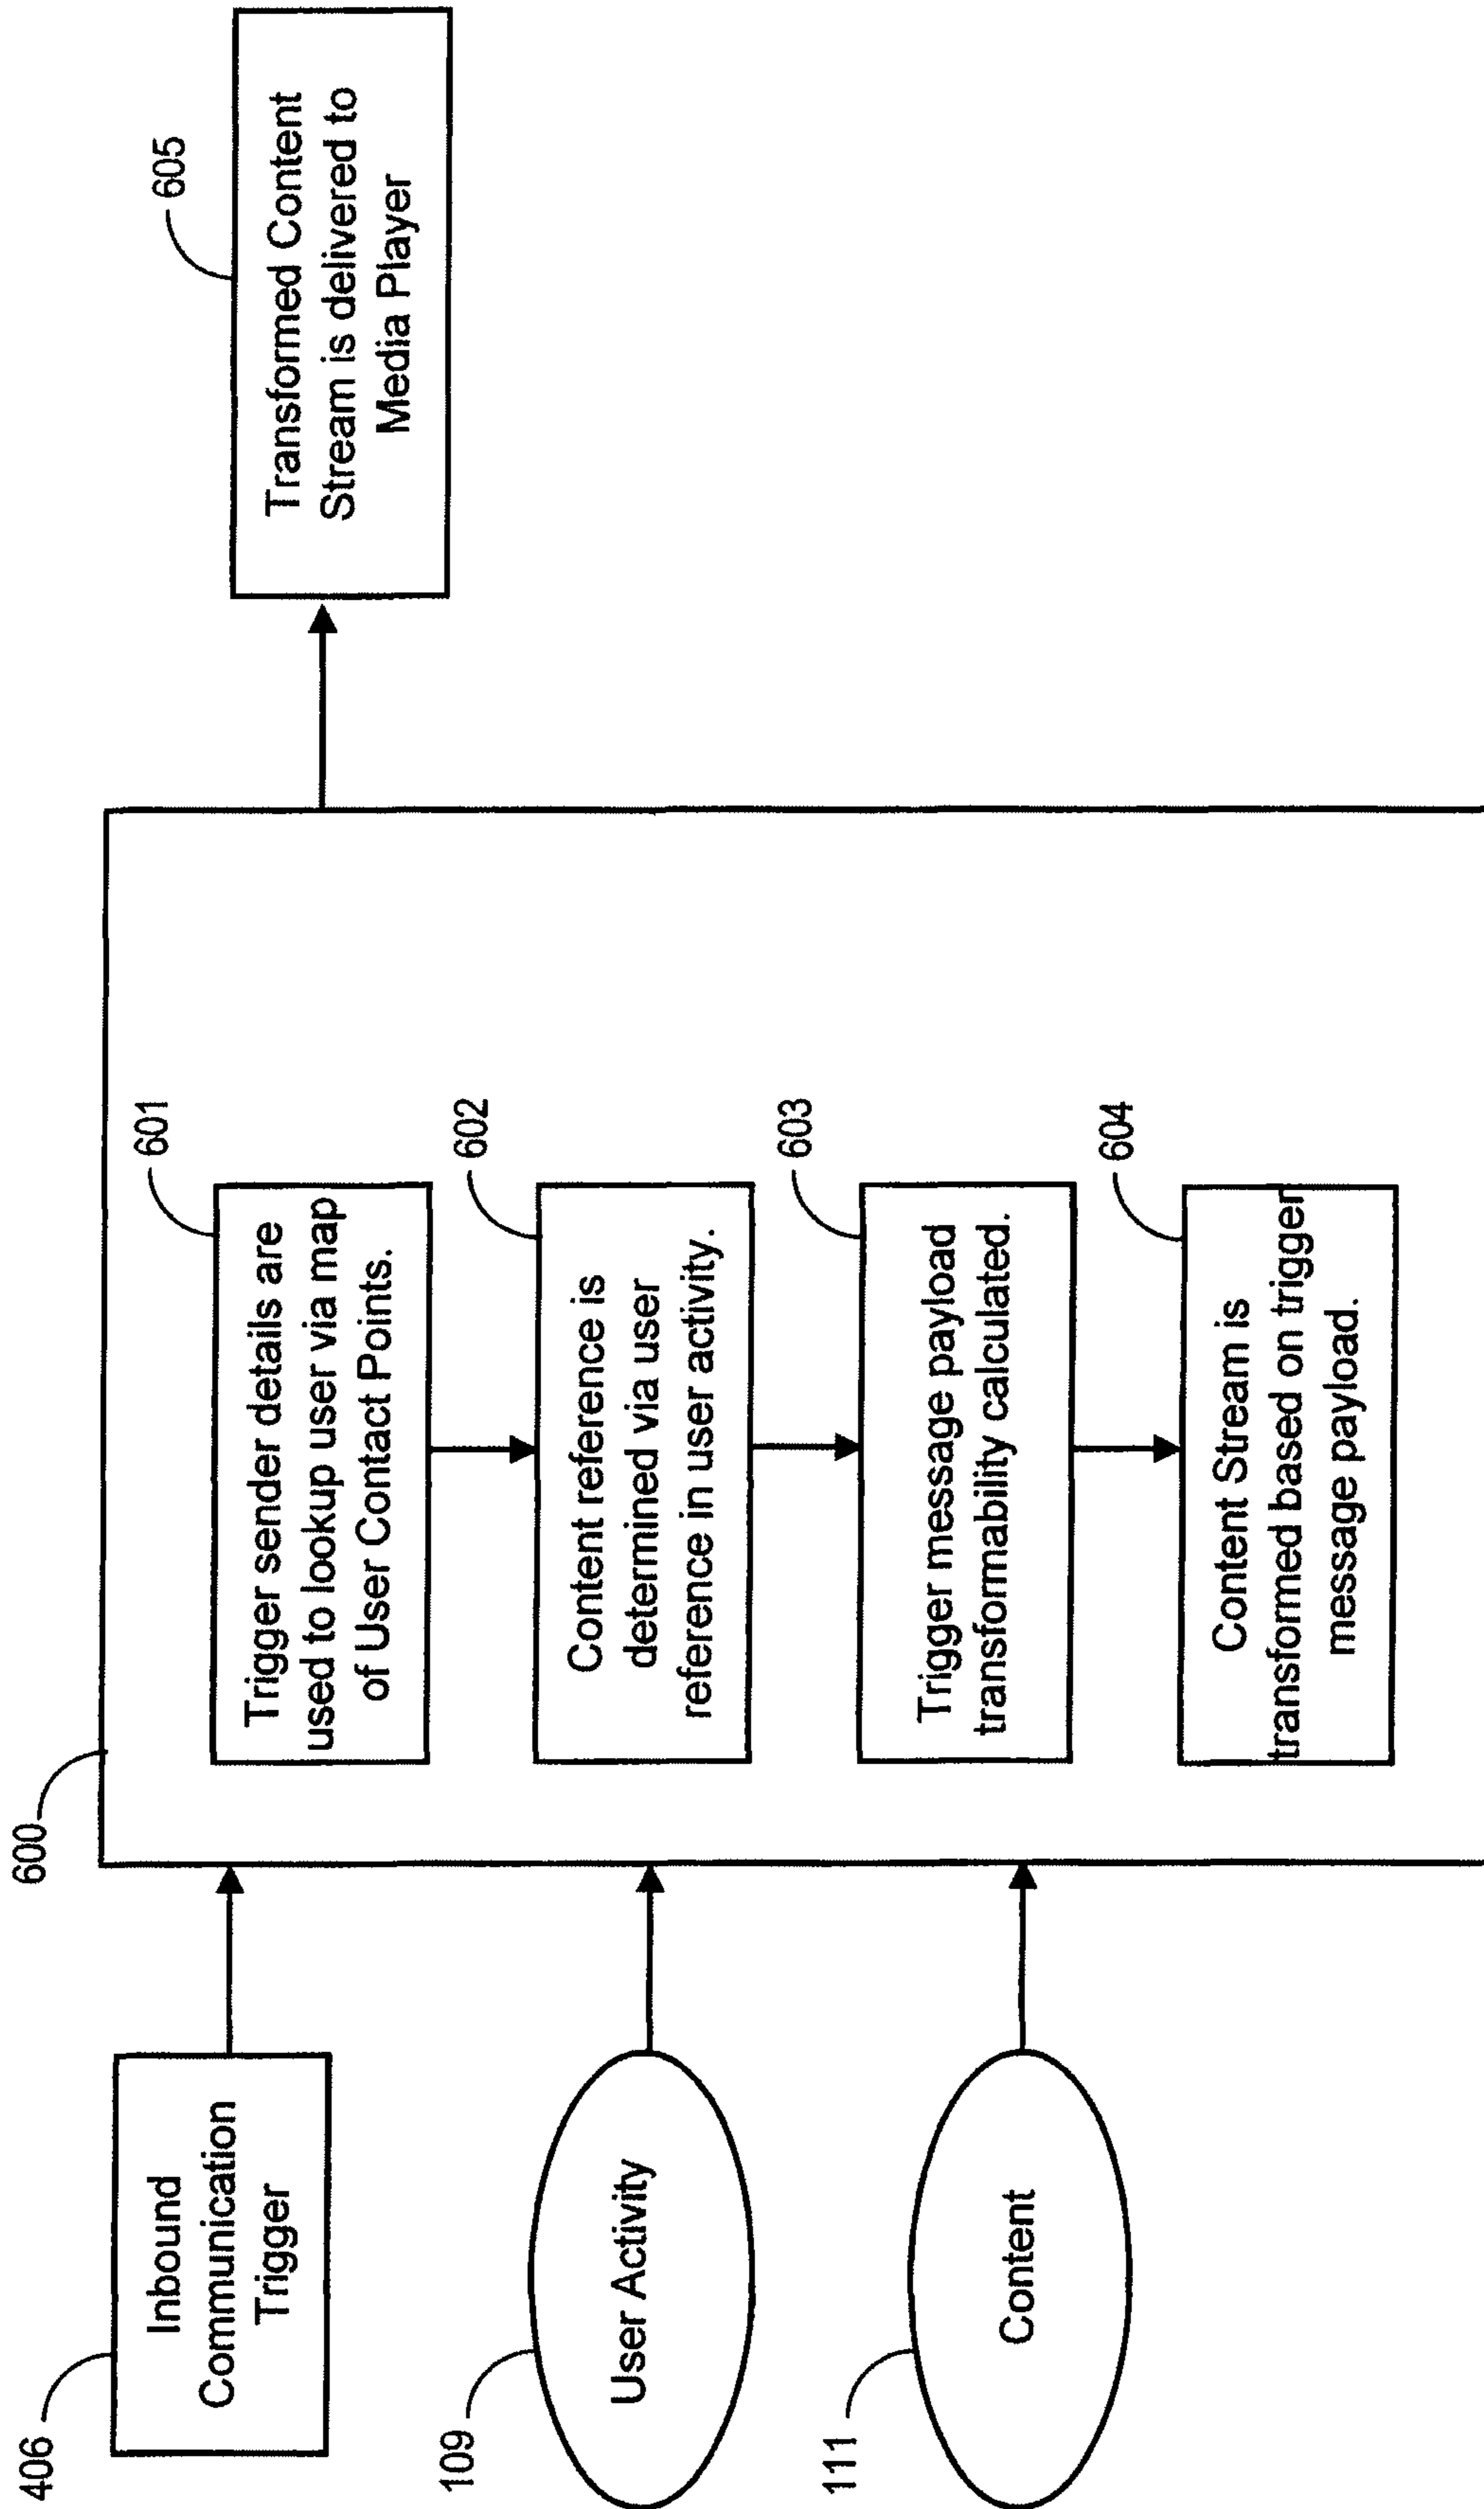 406
Inbound
Communication
Trigger
109
User Activity
111
Content
600
601
Trigger sender details are
used to lookup user via map
of User Contact Points.
602
Content reference is
determined via user
reference in user activity.
603
Trigger message payload
transformability calculated.
604
Content Stream is
transformed based on trigger
message payload.
605
Transformed Content
Stream is delivered to
Media Player